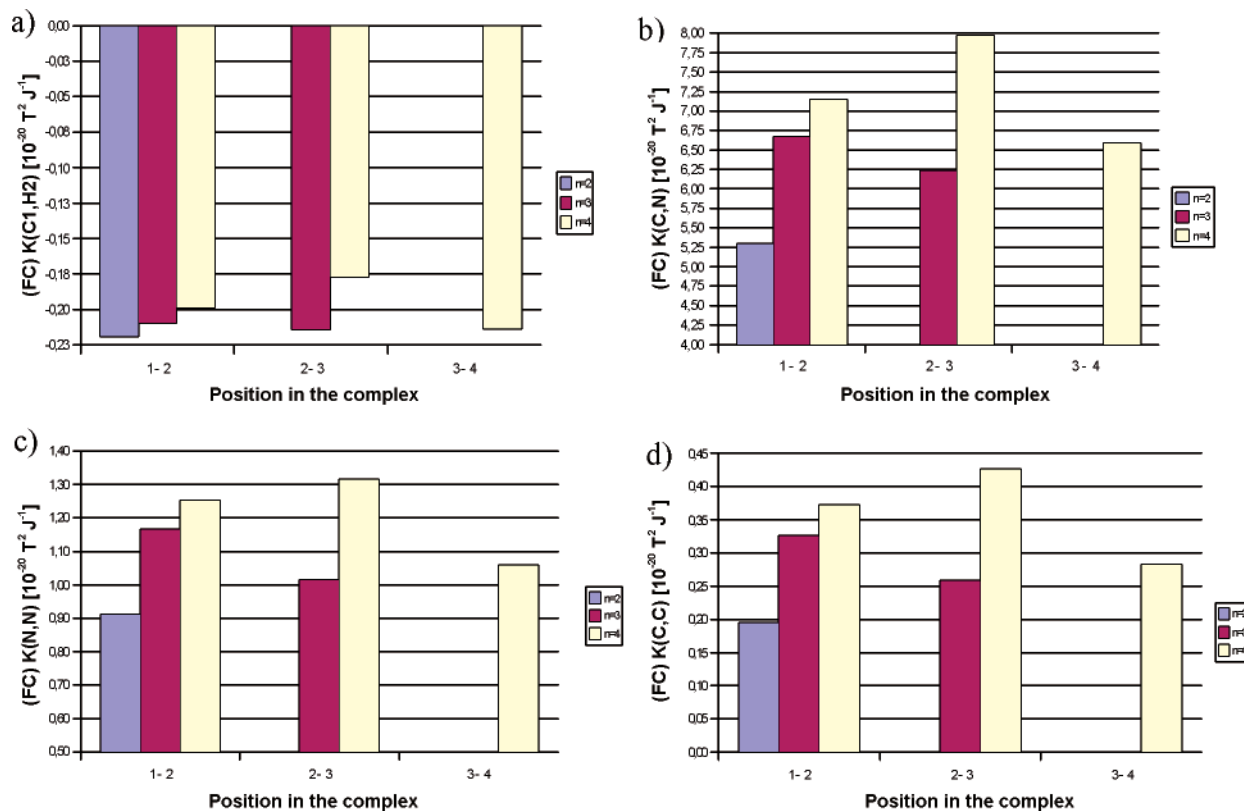 a)
(FC) K(C1,H2) [10⁻²⁰ T² J⁻¹]
0,00
-0,03
-0,05
-0,08
-0,10
-0,13
-0,15
-0,18
-0,20
-0,23
1- 2
2- 3
3- 4
Position in the complex
n=2
n=3
n=4
b)
(FC) K(C,N) [10⁻²⁰ T² J⁻¹]
8,00
7,75
7,50
7,25
7,00
6,75
6,50
6,25
6,00
5,75
5,50
5,25
5,00
4,75
4,50
4,25
4,00
1- 2
2- 3
3- 4
Position in the complex
n=2
n=3
n=4
c)
(FC) K(N,N) [10⁻²⁰ T² J⁻¹]
1,40
1,30
1,20
1,10
1,00
0,90
0,80
0,70
0,60
0,50
1- 2
2- 3
3- 4
Position in the complex
n=2
n=3
n=4
d)
(FC) K(C,C) [10⁻²⁰ T² J⁻¹]
0,45
0,40
0,35
0,30
0,25
0,20
0,15
0,10
0,05
0,00
1- 2
2- 3
3- 4
Position in the complex
n=
n=
n=